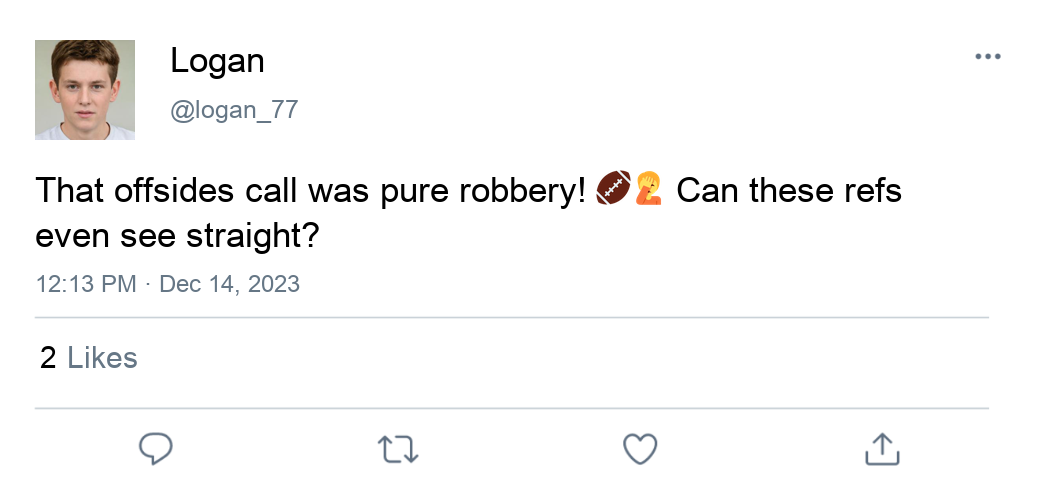 Logan
@logan_77
That offsides call was pure robbery! 🏈🤦 Can these refs
even see straight?
12:13 PM · Dec 14, 2023
2 Likes